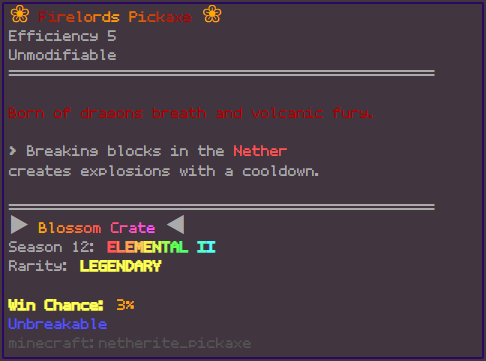 ❀ Firelords Pickaxe ❀
Efficiency 5
Unmodifiable
Born of dragons breath and volcanic fury.
> Breaking blocks in the Nether
creates explosions with a cooldown.
▶ Blossom Crate ◀
Season 12: ELEMENTAL II
Rarity: LEGENDARY
Win Chance: 3%
Unbreakable
minecraft:netherite_pickaxe